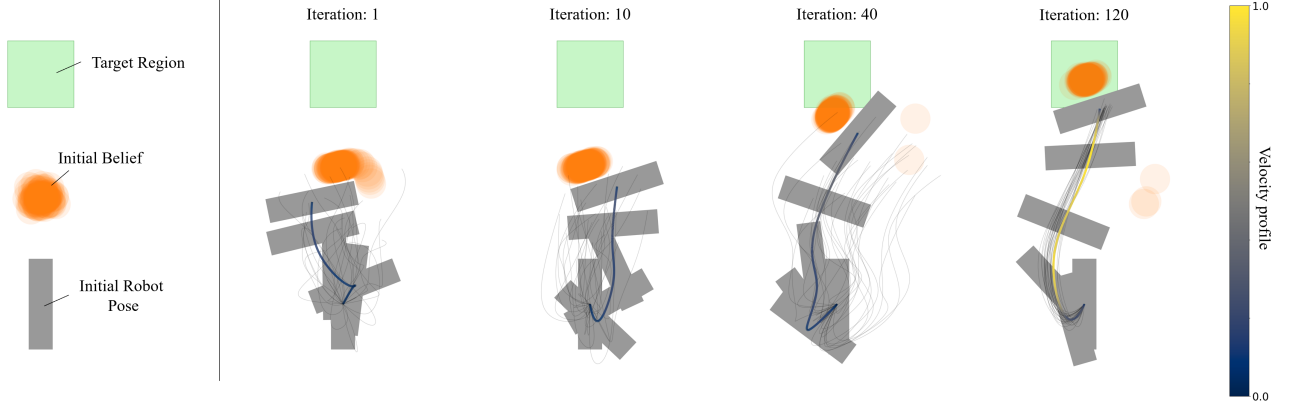 Iteration: 1
Iteration: 10
Iteration: 40
Iteration: 120
1.0
Target Region
Initial Belief
Velocity profile
Initial Robot
Pose
0.0